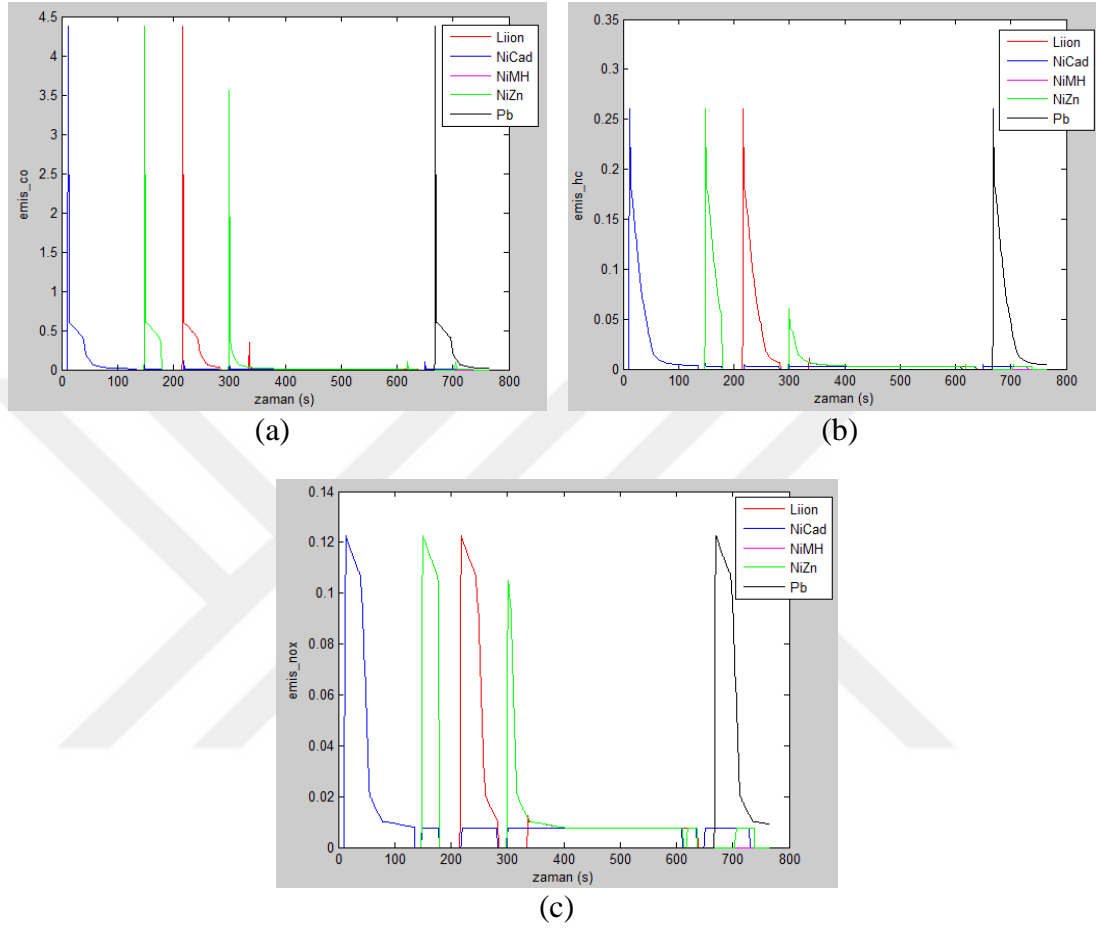 4.5
4
3.5
3
2.5
2
1.5
1
0.5
0
emis_co
0 100 200 300 400 500 600 700 800
zaman (s)
Liion
NiCad
NiMH
NiZn
Pb
(a)
0.35
0.3
0.25
0.2
0.15
0.1
0.05
0
emis_hc
0 100 200 300 400 500 600 700 800
zaman (s)
Liion
NiCad
NiMH
NiZn
Pb
(b)
0.14
0.12
0.1
0.08
0.06
0.04
0.02
0
emis_nox
0 100 200 300 400 500 600 700 800
zaman (s)
Liion
NiCad
NiMH
NiZn
Pb
(c)